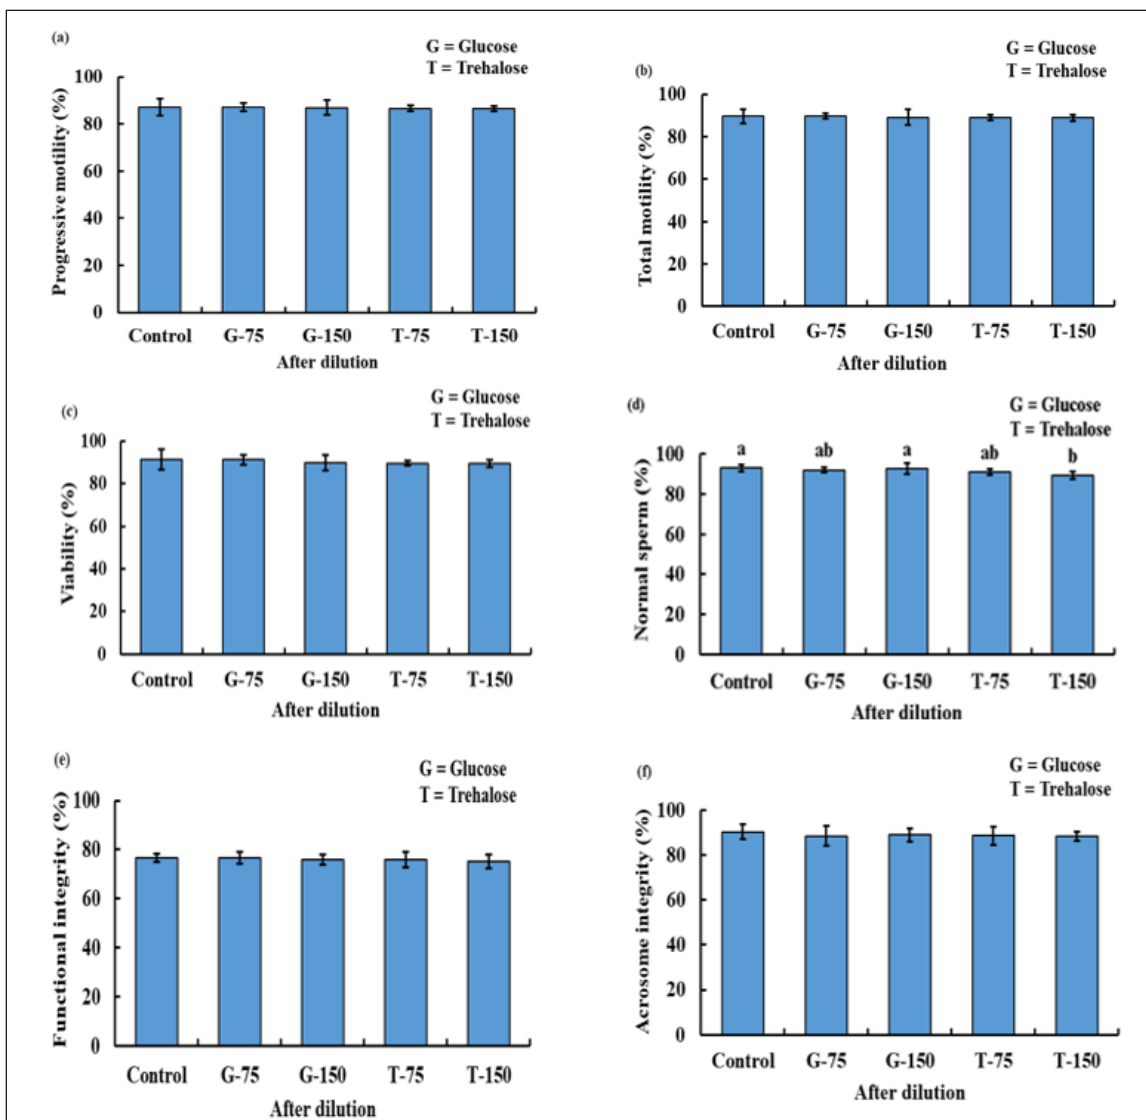 (a)
G = Glucose
T = Trehalose
Progressive motility (%)
100
80
60
40
20
0
Control G-75 G-150 T-75 T-150
After dilution
(b)
G = Glucose
T = Trehalose
Total motility (%)
100
80
60
40
20
0
Control G-75 G-150 T-75 T-150
After dilution
(c)
G = Glucose
T = Trehalose
Viability (%)
100
80
60
40
20
0
Control G-75 G-150 T-75 T-150
After dilution
(d)
G = Glucose
T = Trehalose
Normal sperm (%)
100
80
60
40
20
0
a ab a ab b
Control G-75 G-150 T-75 T-150
After dilution
(e)
G = Glucose
T = Trehalose
Functional integrity (%)
100
80
60
40
20
0
Control G-75 G-150 T-75 T-150
After dilution
(f)
G = Glucose
T = Trehalose
Acrosome integrity (%)
100
80
60
40
20
0
Control G-75 G-150 T-75 T-150
After dilution